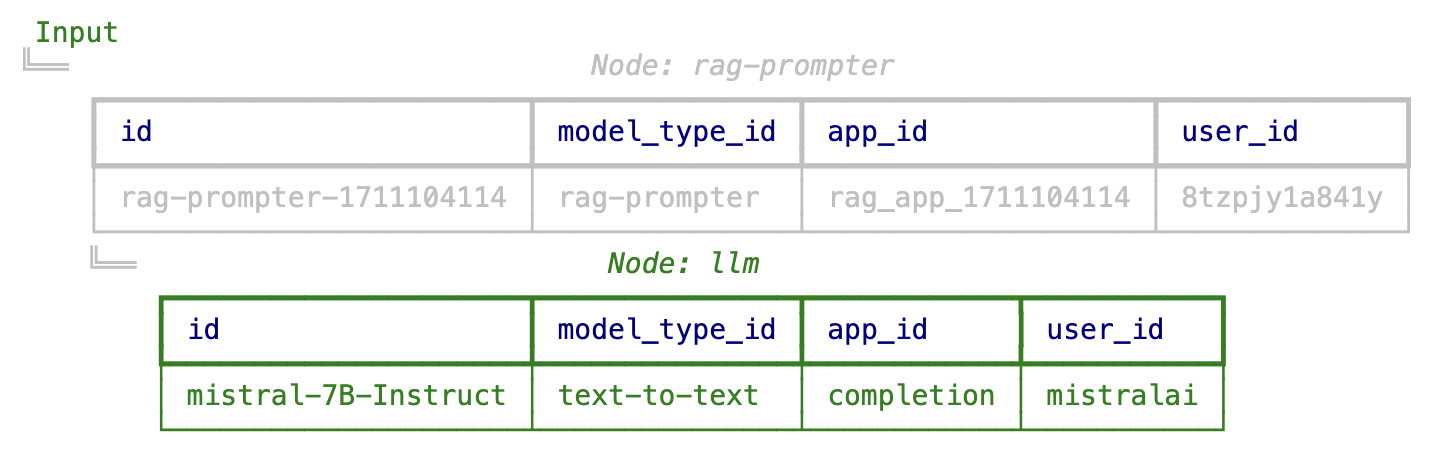 Input
Node: rag-prompter
id model_type_id app_id user_id
rag-prompter-1711104114 rag-prompter rag_app_1711104114 8tzpjy1a841y
Node: llm
id model_type_id app_id user_id
mistral-7B-Instruct text-to-text completion mistralai